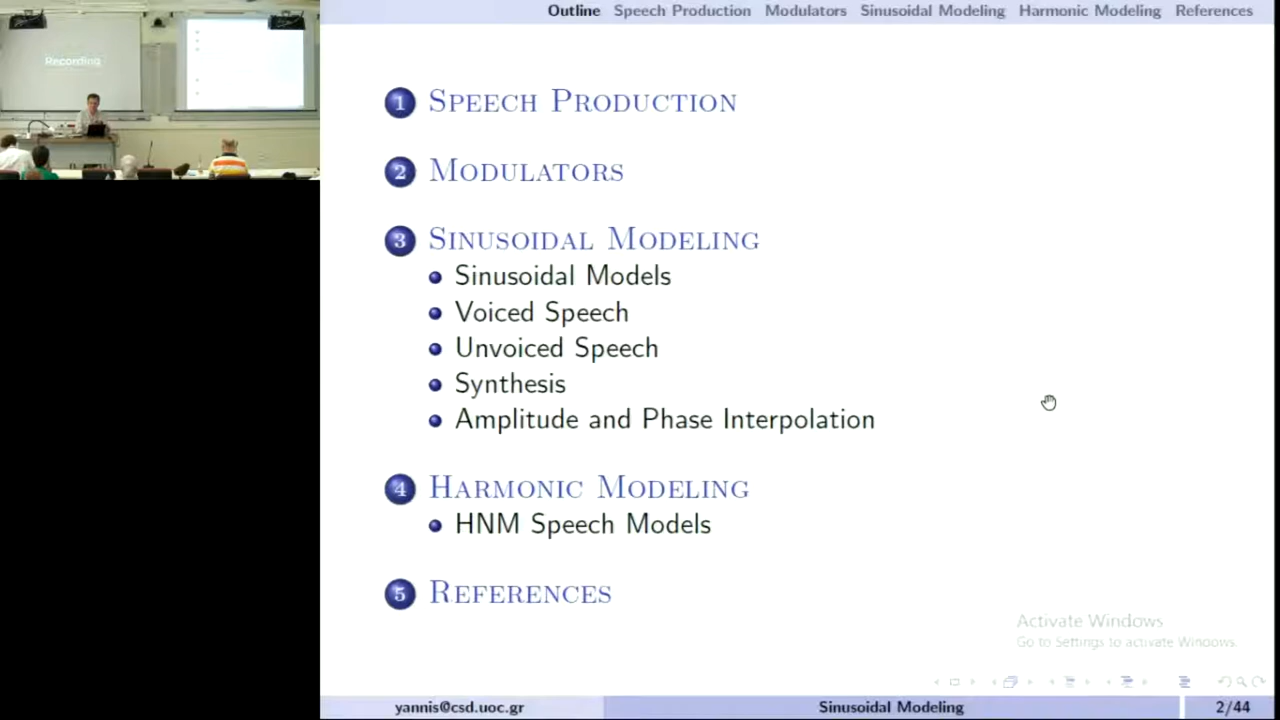 Outline Speech Production Modulators Sinusoidal Modeling Harmonic Modeling References
Recording
1 SPEECH PRODUCTION
2 MODULATORS
3 SINUSOIDAL MODELING
Sinusoidal Models
Voiced Speech
Unvoiced Speech
Synthesis
Amplitude and Phase Interpolation
4 HARMONIC MODELING
HNM Speech Models
5 REFERENCES
Activate Windows
Go to Settings to activate Windows.
yannis@csd.uoc.gr Sinusoidal Modeling 2/44